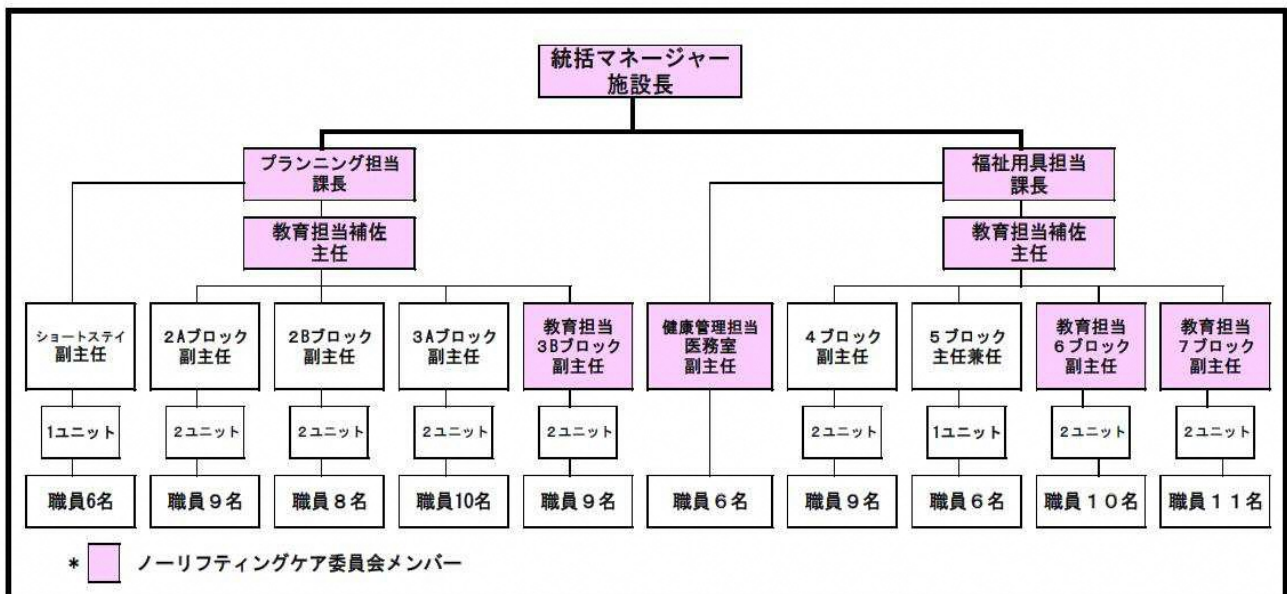 統括マネージャー
施設長
プランニング担当
課長
福祉用具担当
課長
教育担当補佐
主任
教育担当補佐
主任
ショートステイ
副主任
2Aブロック
副主任
2Bブロック
副主任
3Aブロック
副主任
教育担当
3Bブロック
副主任
健康管理担当
医務室
副主任
4ブロック
副主任
5ブロック
主任兼任
教育担当
6ブロック
副主任
教育担当
7ブロック
副主任
1ユニット
2ユニット
2ユニット
2ユニット
2ユニット
2ユニット
1ユニット
2ユニット
2ユニット
職員6名
職員9名
職員8名
職員10名
職員9名
職員6名
職員9名
職員6名
職員10名
職員11名
* ノーリフティングケア委員会メンバー